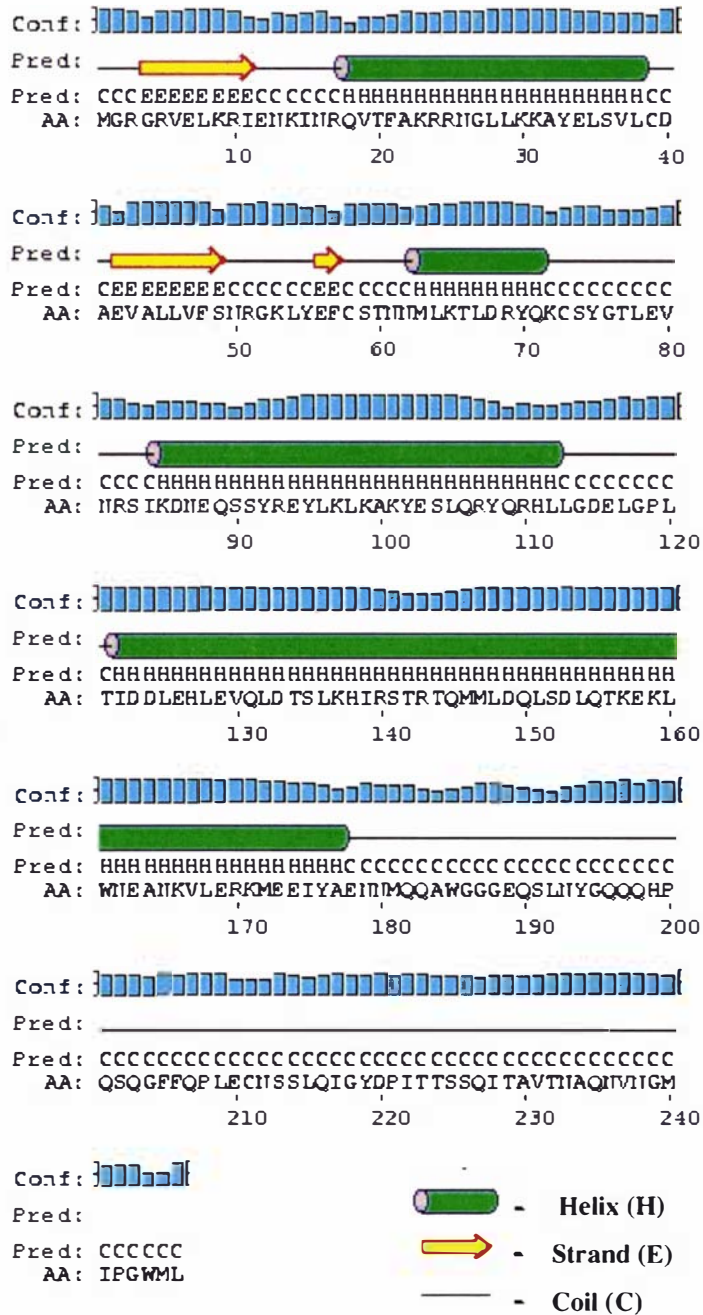 Conf:
Pred:
Pred: CCCEEEEEEEECCCCCCHHHHHHHHHHHHHHHHHHHHHCC
AA: MGRGRVELKRIENKINRQVTFAKRRNGLLKKAYELSVLCD
10 20 30 40
Conf:
Pred:
Pred: CEEEEEEEECCCCCCEECCCCCHHHHHHHHHCCCCCCCCC
AA: AEVALLVFSNRGKLYEFCSTNNMLKTLDRYQKCSYGTLEV
50 60 70 80
Conf:
Pred:
Pred: CCCCHHHHHHHHHHHHHHHHHHHHHHHHHHHHCCCCCCCC
AA: NRSIKDNEQSSYREYLKLKAKYESLQRYQRHLLGDELGPL
90 100 110 120
Conf:
Pred:
Pred: CHHHHHHHHHHHHHHHHHHHHHHHHHHHHHHHHHHHHHHH
AA: TIDDLEHLEVQLDTSLKHIRSTRTQMMLDQLSDLQTKEKL
130 140 150 160
Conf:
Pred:
Pred: HHHHHHHHHHHHHHHHHCCCCCCCCCCCCCCCCCCCCCCC
AA: WNEANKVLERKMEEIYAENNMQQAWGGGEQSLNYGQQQHP
170 180 190 200
Conf:
Pred:
Pred: CCCCCCCCCCCCCCCCCCCCCCCCCCCCCCCCCCCCCCCC
AA: QSQGFFQPLECNSSLQIGYDPITTSSQITAVTNAQNVNGM
210 220 230 240
Conf:
Pred:
Pred: CCCCCC
AA: IPGWML
- Helix (H)
- Strand (E)
- Coil (C)